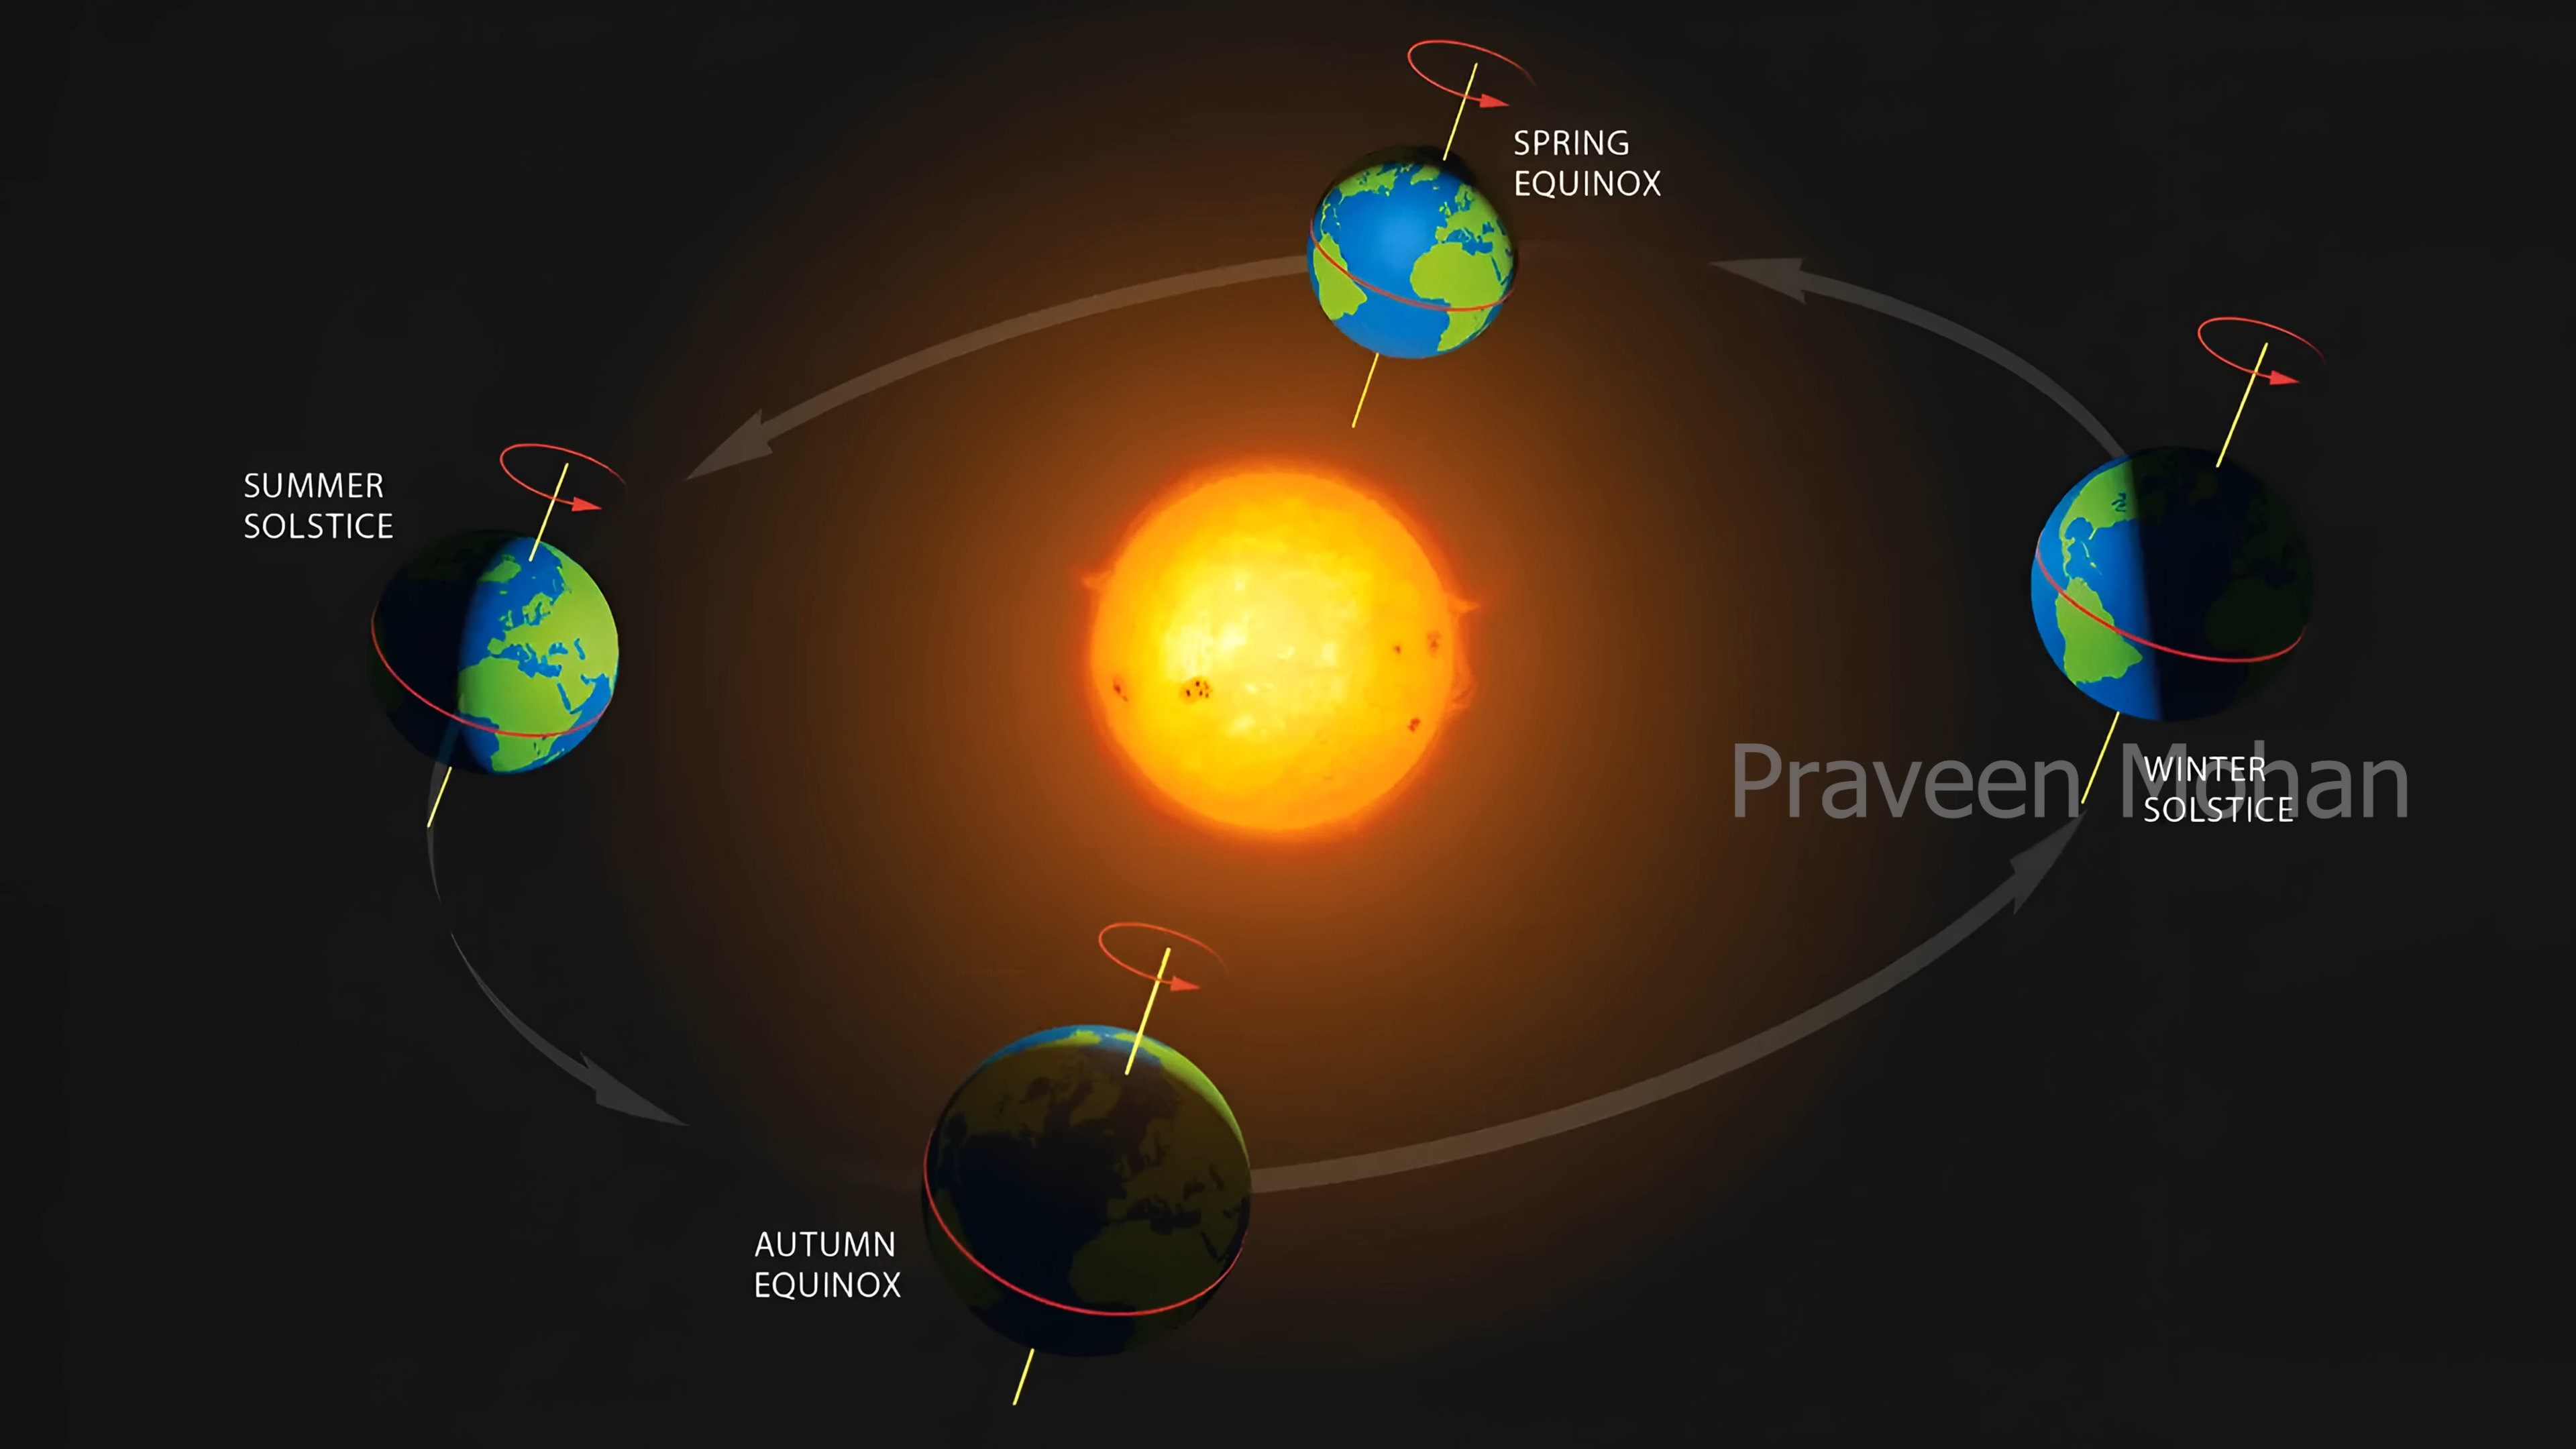 SPRING
EQUINOX
SUMMER
SOLSTICE
Praveen Mohan
WINTER
SOLSTICE
AUTUMN
EQUINOX